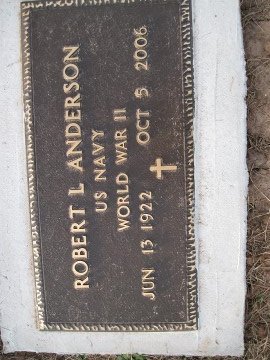 ROBERT L ANDERSON
US NAVY
WORLD WAR II
JUN 13 1922 OCT 5 2006